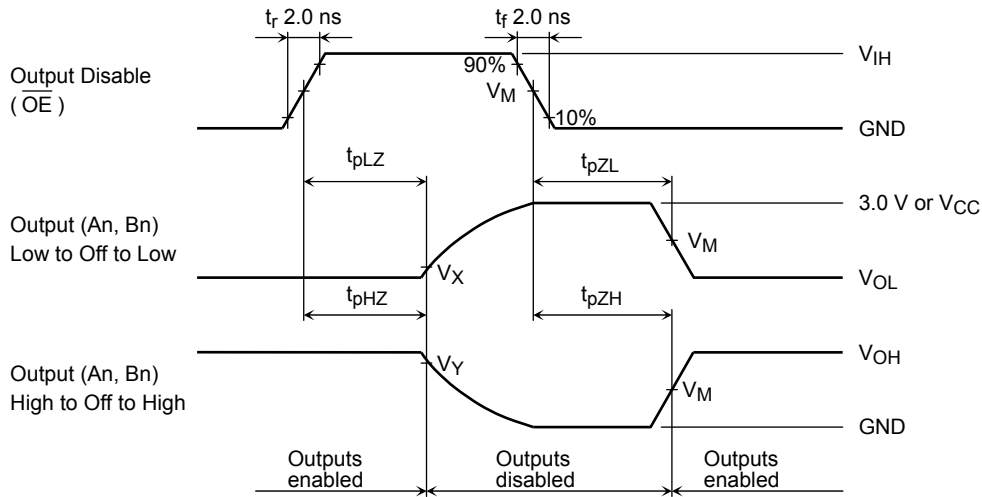 tr 2.0 ns
tf 2.0 ns
Output Disable
( OE )
90%
VM
10%
VIH
GND
tpLZ
tpZL
Output (An, Bn)
Low to Off to Low
VX
VM
3.0 V or VCC
VOL
tpHZ
tpZH
Output (An, Bn)
High to Off to High
VY
VM
VOH
GND
Outputs
enabled
Outputs
disabled
Outputs
enabled